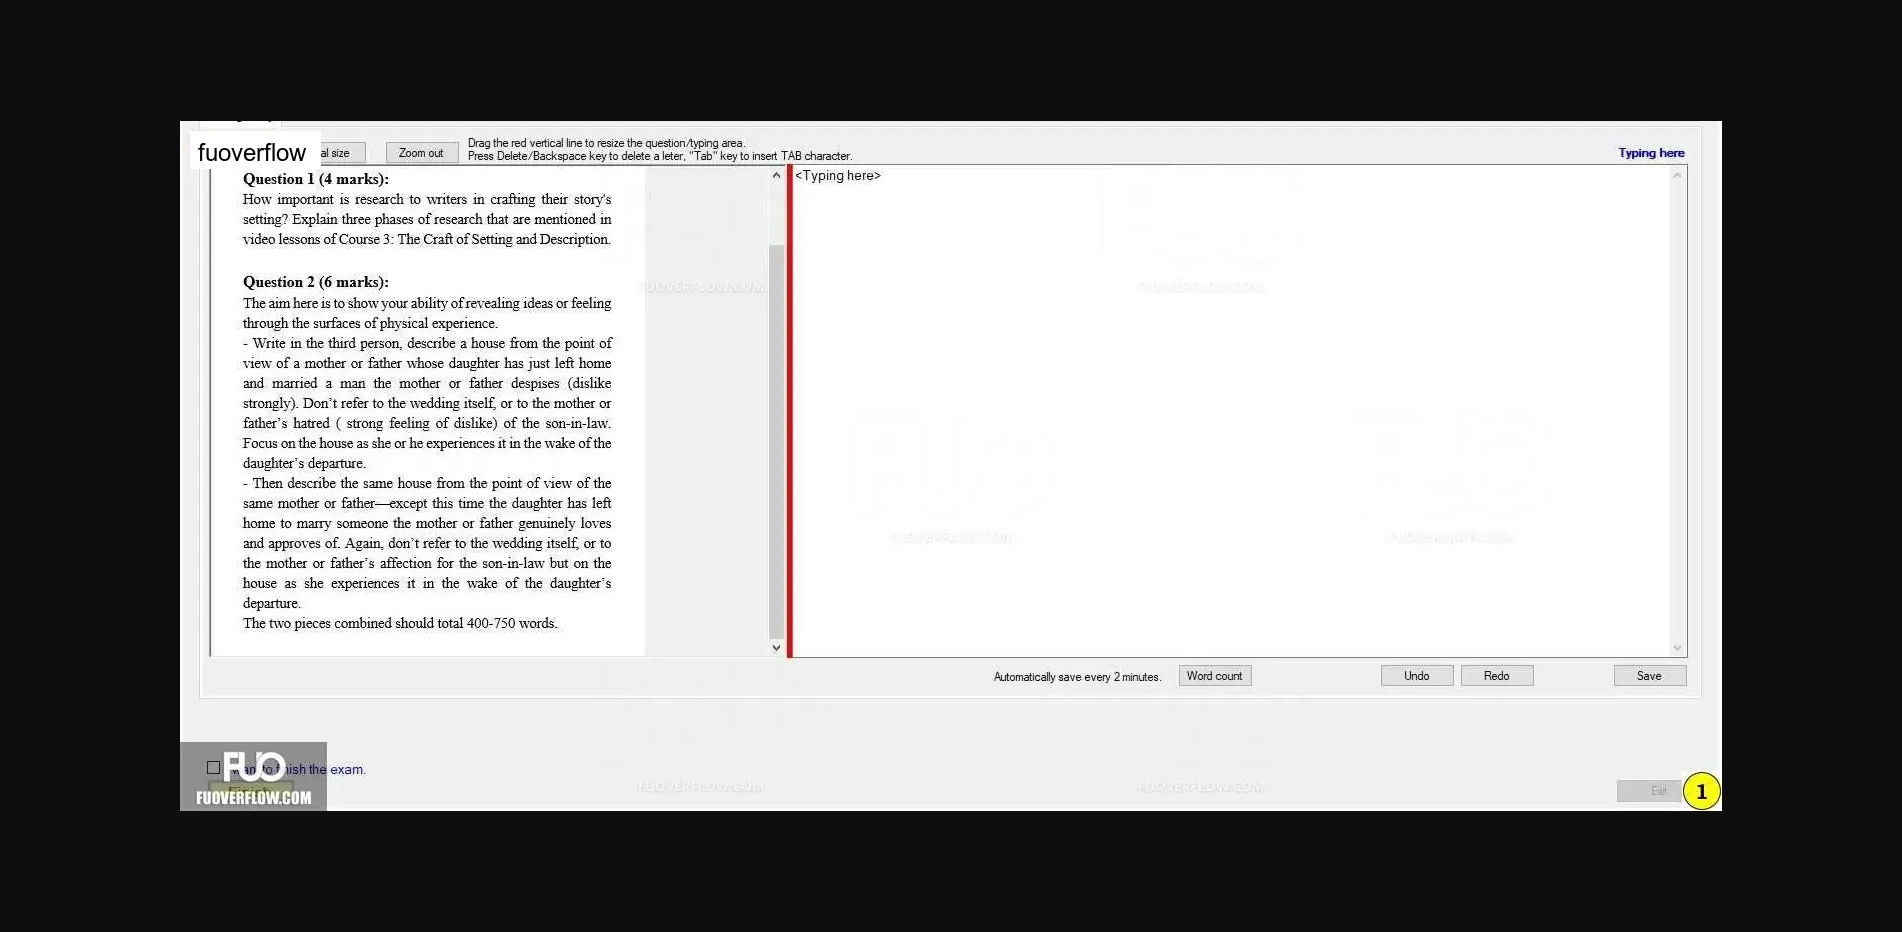 fuoverflow
al size
Zoom out
Drag the red vertical line to resize the question/typing area.
Press Delete/Backspace key to delete a leter, "Tab" key to insert TAB character.
Typing here
Question 1 (4 marks):
How important is research to writers in crafting their story's
setting? Explain three phases of research that are mentioned in
video lessons of Course 3: The Craft of Setting and Description.
Question 2 (6 marks):
The aim here is to show your ability of revealing ideas or feeling
through the surfaces of physical experience.
- Write in the third person, describe a house from the point of
view of a mother or father whose daughter has just left home
and married a man the mother or father despises (dislike
strongly). Don't refer to the wedding itself, or to the mother or
father's hatred ( strong feeling of dislike) of the son-in-law.
Focus on the house as she or he experiences it in the wake of the
daughter's departure.
- Then describe the same house from the point of view of the
same mother or father—except this time the daughter has left
home to marry someone the mother or father genuinely loves
and approves of. Again, don't refer to the wedding itself, or to
the mother or father's affection for the son-in-law but on the
house as she experiences it in the wake of the daughter's
departure.
The two pieces combined should total 400-750 words.
<Typing here>
FUOVERFLOW.COM
FUOVERFLOW.COM
FUOVERFLOW.COM
FUOVERFLOW.COM
Automatically save every 2 minutes.
Word count
Undo
Redo
Save
FUO
FUOVERFLOW.COM
finish the exam.
FUOVERFLOW.COM
FUOVERFLOW.COM
Exit
1